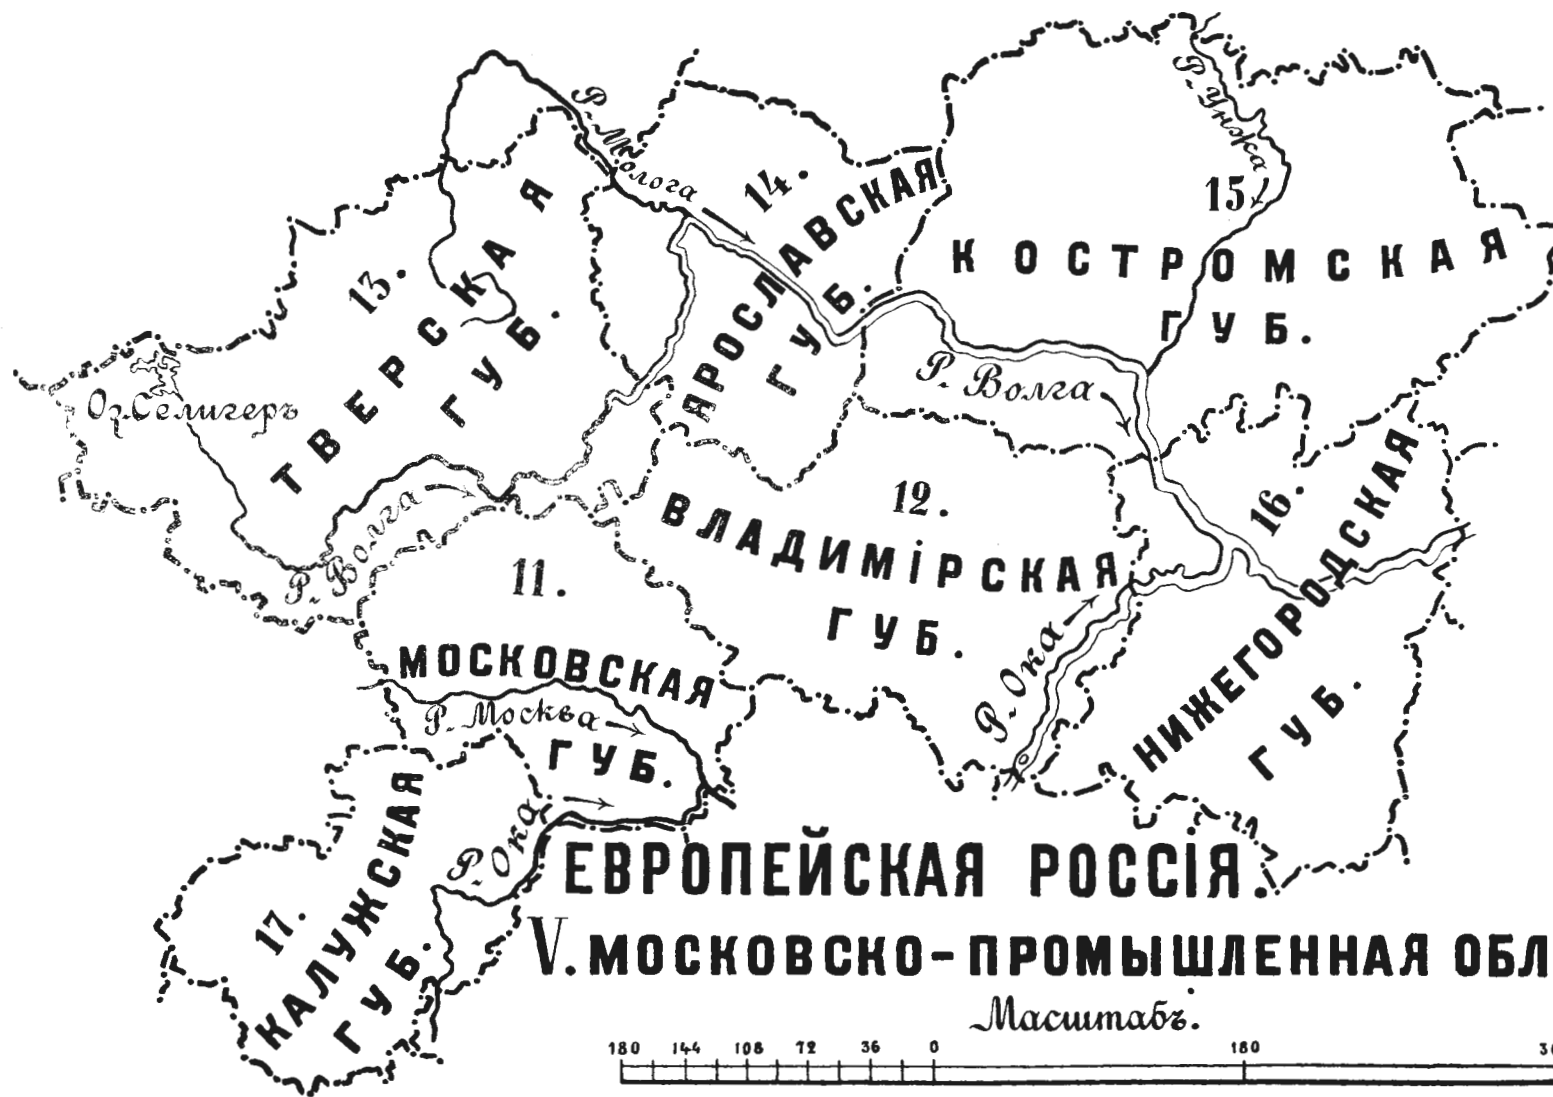 Р. Молога
Р. Унжа
14.
15
ЯРОСЛАВСКАЯ
ГУБ.
КОСТРОМСКАЯ
ГУБ.
13.
ТВЕРСКАЯ
ГУБ.
Оз. Селигеръ
Р. Волга
Р. Волга
12.
ВЛАДИМІРСКАЯ
ГУБ.
16.
НИЖЕГОРОДСКАЯ
ГУБ.
11.
МОСКОВСКАЯ
ГУБ.
Р. Москва
Р. Ока
Р. Ока
17.
КАЛУЖСКАЯ
ГУБ.
ЕВРОПЕЙСКАЯ РОССІЯ.
V. МОСКОВСКО-ПРОМЫШЛЕННАЯ ОБЛ
Масштабъ.
180 144 108 72 36 0 180 3